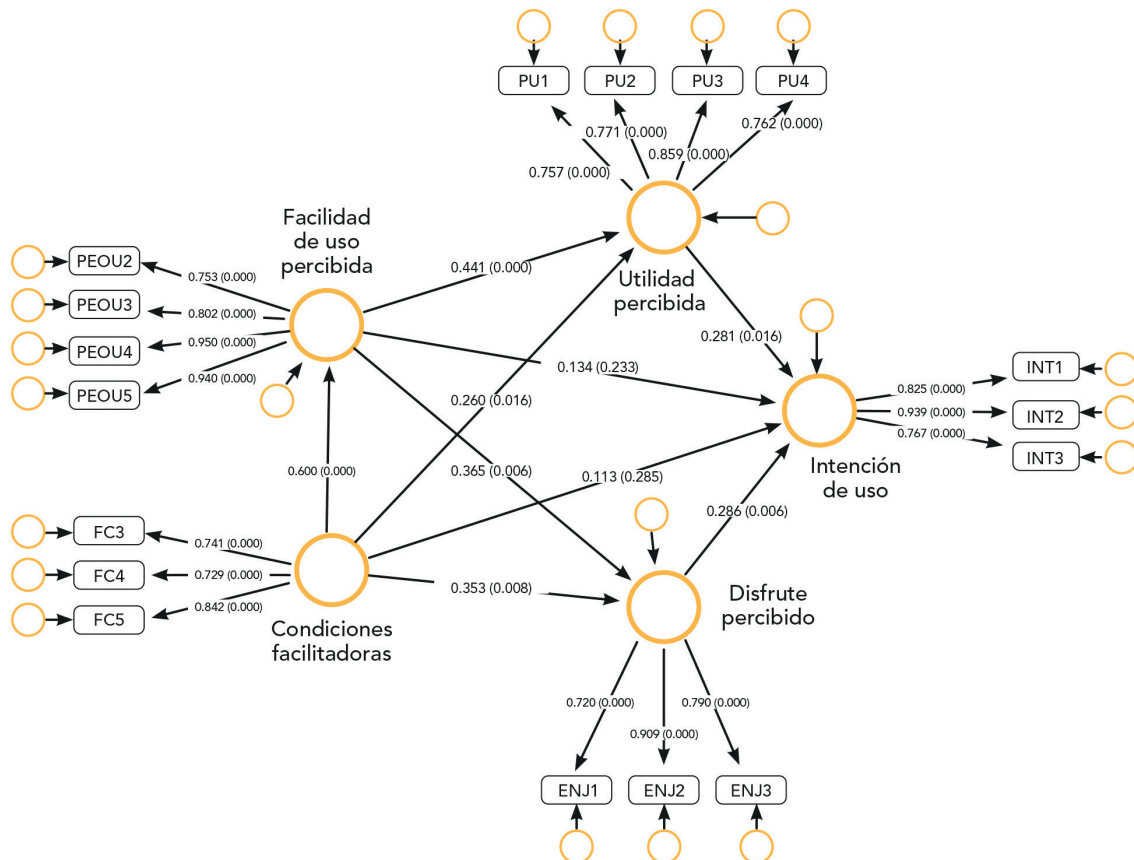 PU1
PU2
PU3
PU4
0.771 (0.000)
0.762 (0.000)
0.859 (0.000)
0.757 (0.000)
Facilidad
de uso
percibida
PEOU2
PEOU3
PEOU4
PEOU5
0.753 (0.000)
0.802 (0.000)
0.950 (0.000)
0.940 (0.000)
0.441 (0.000)
Utilidad
percibida
0.281 (0.016)
0.134 (0.233)
0.260 (0.016)
0.825 (0.000)
0.939 (0.000)
0.767 (0.000)
INT1
INT2
INT3
0.600 (0.000)
0.365 (0.006)
0.113 (0.285)
Intención
de uso
0.286 (0.006)
FC3
FC4
FC5
0.741 (0.000)
0.729 (0.000)
0.842 (0.000)
0.353 (0.008)
Disfrute
percibido
Condiciones
facilitadoras
0.720 (0.000)
0.790 (0.000)
0.909 (0.000)
ENJ1
ENJ2
ENJ3